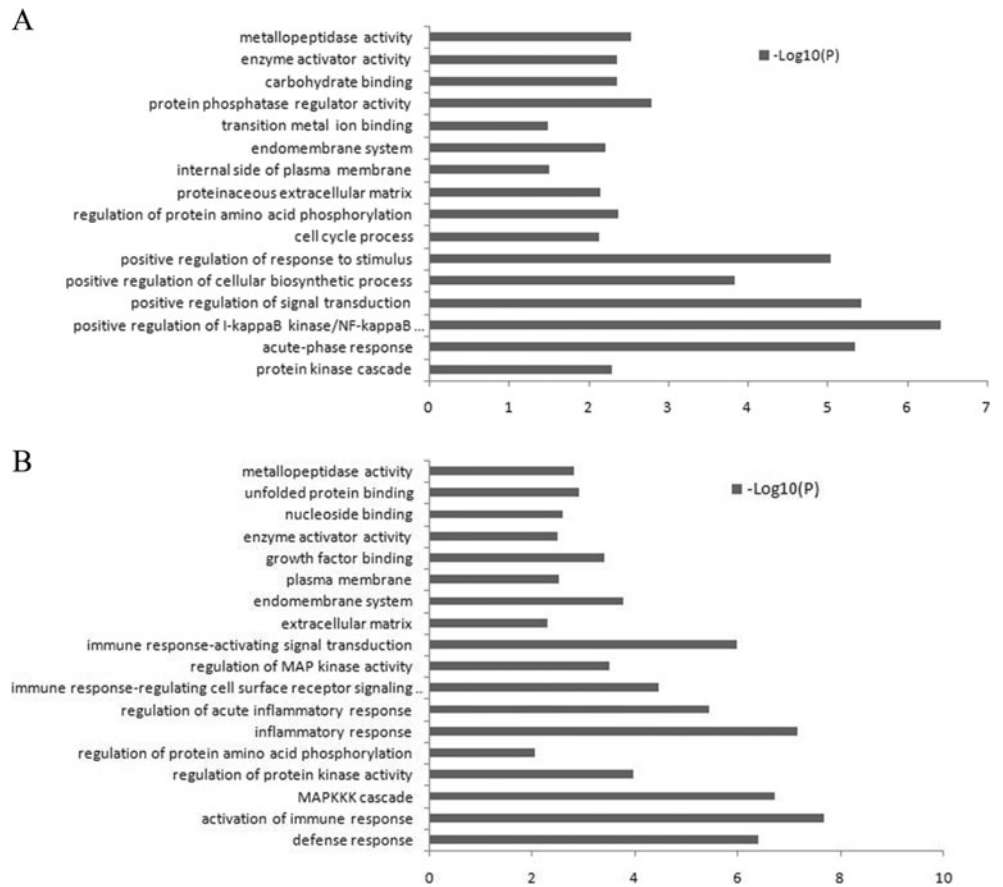 A
metallopeptidase activity
enzyme activator activity
carbohydrate binding
protein phosphatase regulator activity
transition metal ion binding
endomembrane system
internal side of plasma membrane
proteinaceous extracellular matrix
regulation of protein amino acid phosphorylation
cell cycle process
positive regulation of response to stimulus
positive regulation of cellular biosynthetic process
positive regulation of signal transduction
positive regulation of I-kappaB kinase/NF-kappaB ...
acute-phase response
protein kinase cascade
-Log10(P)
0 1 2 3 4 5 6 7
B
metallopeptidase activity
unfolded protein binding
nucleoside binding
enzyme activator activity
growth factor binding
plasma membrane
endomembrane system
extracellular matrix
immune response-activating signal transduction
regulation of MAP kinase activity
immune response-regulating cell surface receptor signaling ..
regulation of acute inflammatory response
inflammatory response
regulation of protein amino acid phosphorylation
regulation of protein kinase activity
MAPKKK cascade
activation of immune response
defense response
-Log10(P)
0 2 4 6 8 10